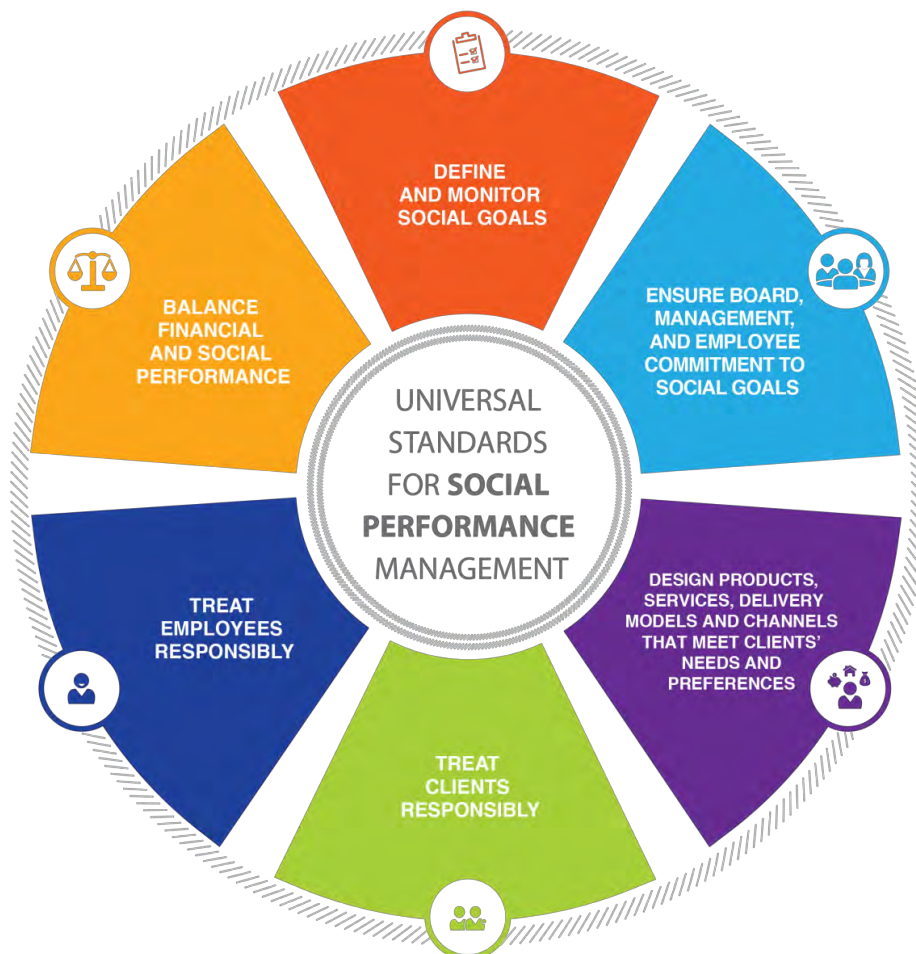 DEFINE
AND MONITOR
SOCIAL GOALS
ENSURE BOARD,
MANAGEMENT,
AND EMPLOYEE
COMMITMENT TO
SOCIAL GOALS
DESIGN PRODUCTS,
SERVICES, DELIVERY
MODELS AND CHANNELS
THAT MEET CLIENTS'
NEEDS AND
PREFERENCES
TREAT
CLIENTS
RESPONSIBLY
TREAT
EMPLOYEES
RESPONSIBLY
BALANCE
FINANCIAL
AND SOCIAL
PERFORMANCE
UNIVERSAL
STANDARDS
FOR SOCIAL
PERFORMANCE
MANAGEMENT